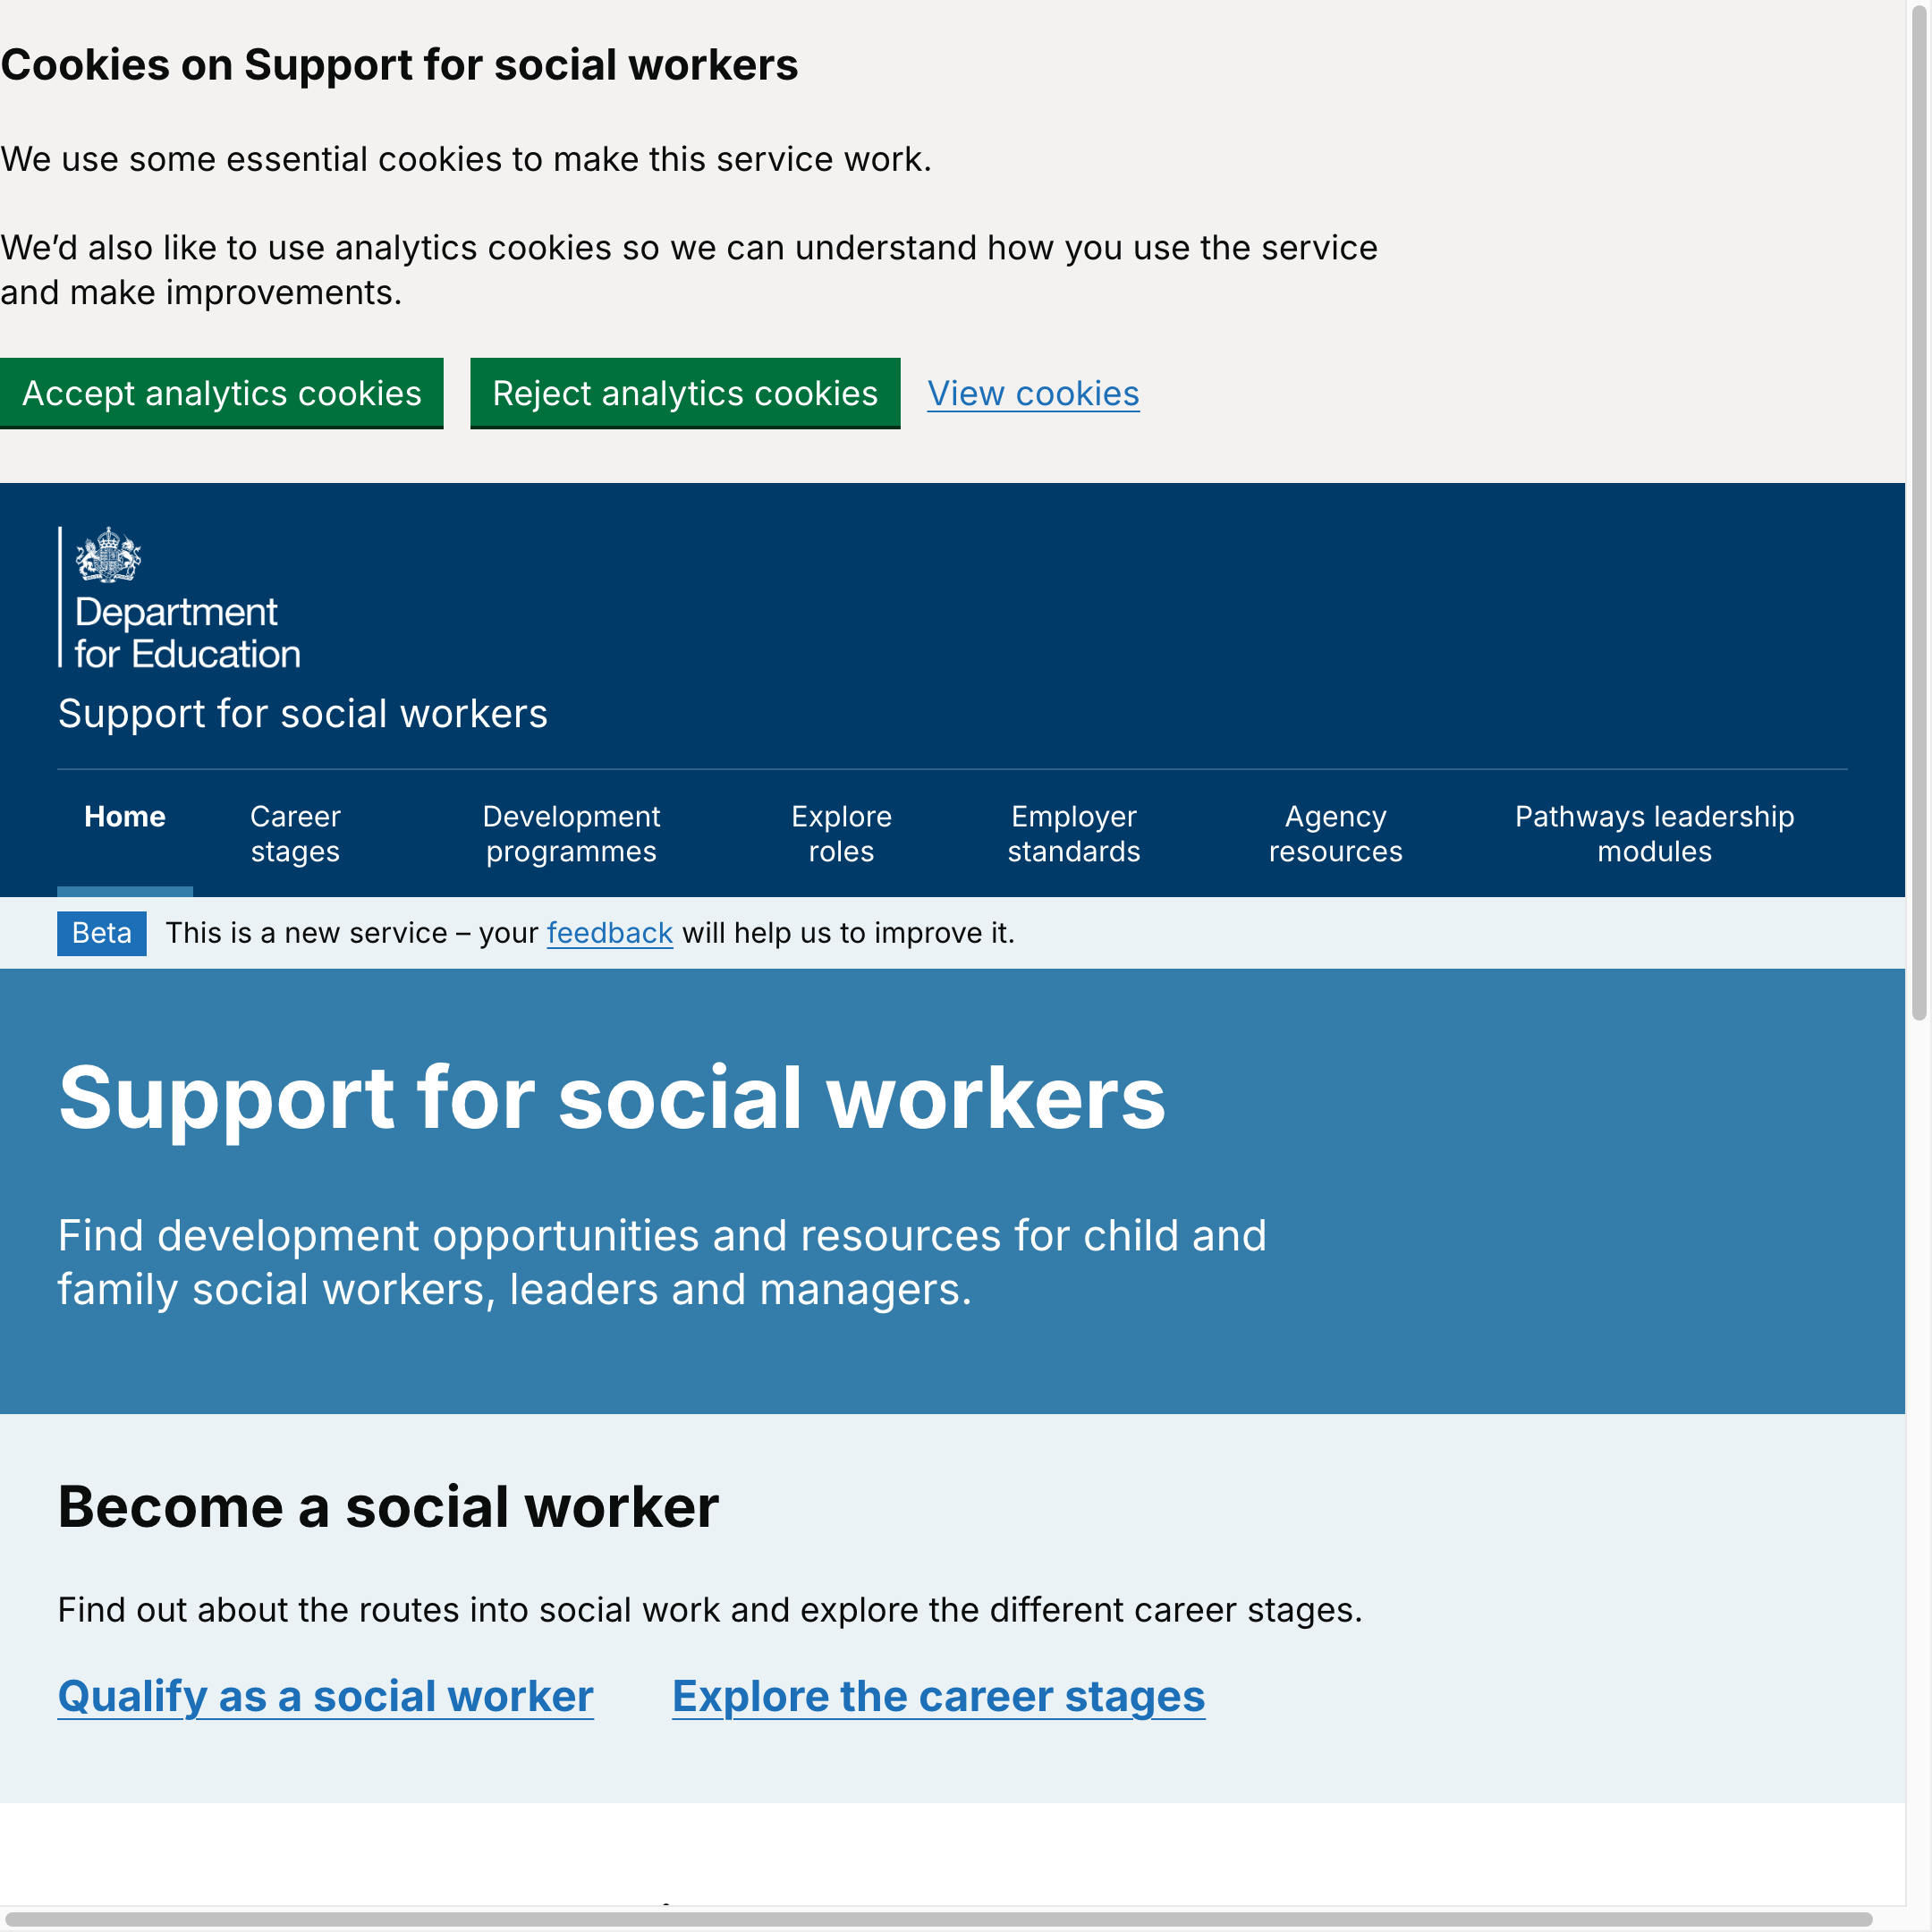 Cookies on Support for social workers
We use some essential cookies to make this service work.
We’d also like to use analytics cookies so we can understand how you use the service
and make improvements.
Accept analytics cookies
Reject analytics cookies
View cookies
Department
for Education
Support for social workers
Home
Career
stages
Development
programmes
Explore
roles
Employer
standards
Agency
resources
Pathways leadership
modules
Beta
This is a new service – your feedback will help us to improve it.
Support for social workers
Find development opportunities and resources for child and
family social workers, leaders and managers.
Become a social worker
Find out about the routes into social work and explore the different career stages.
Qualify as a social worker
Explore the career stages